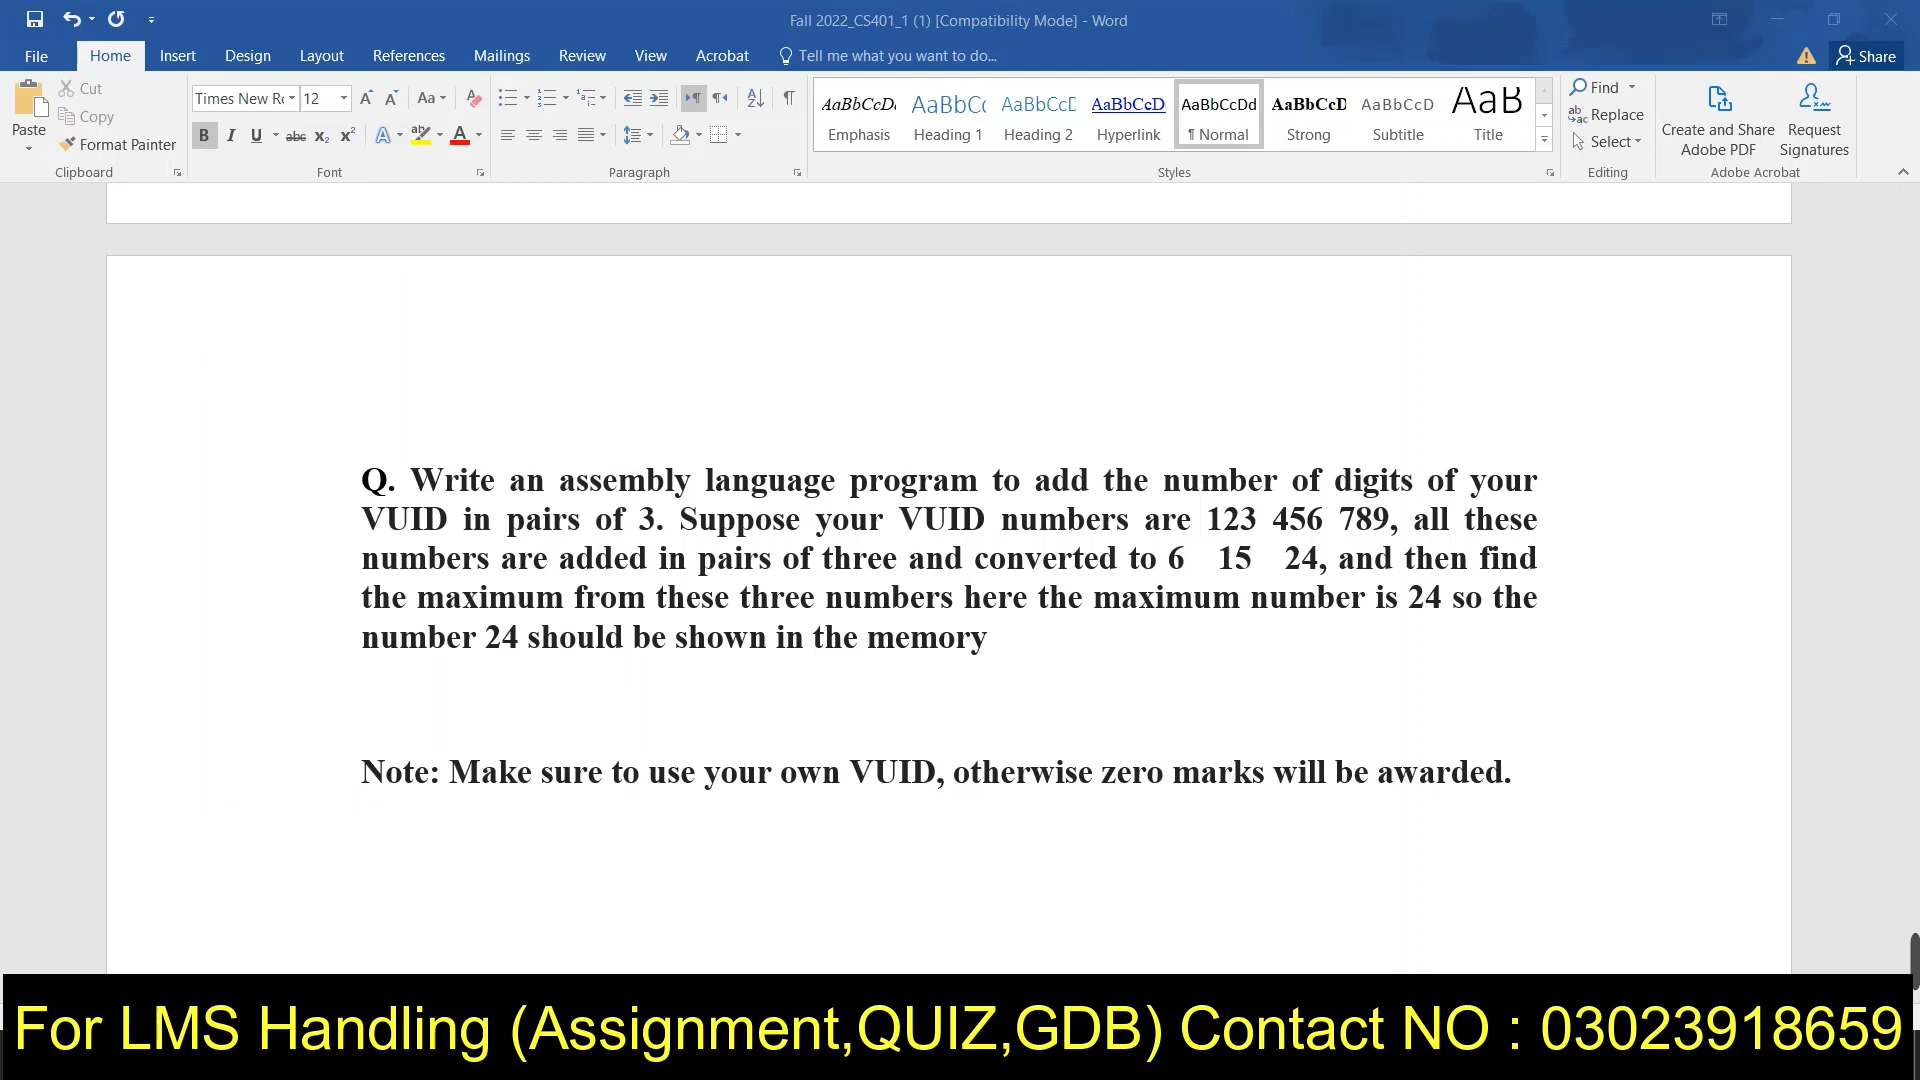 Fall 2022_CS401_1 (1) [Compatibility Mode] - Word
File Home Insert Design Layout References Mailings Review View Acrobat Tell me what you want to do... Share
Paste
Cut
Copy
Format Painter
Clipboard
Times New Ro 12 Aa
B I U abc x₂ x² A ab A
Font
Paragraph
AaBbCcDı AaBbCc AaBbCcD AaBbCcD AaBbCcDd AaBbCcD AaBbCcD AaB
Emphasis Heading 1 Heading 2 Hyperlink ¶ Normal Strong Subtitle Title
Styles
Find
Replace
Select
Editing
Create and Share
Adobe PDF
Request
Signatures
Adobe Acrobat
Q. Write an assembly language program to add the number of digits of your
VUID in pairs of 3. Suppose your VUID numbers are 123 456 789, all these
numbers are added in pairs of three and converted to 6 15 24, and then find
the maximum from these three numbers here the maximum number is 24 so the
number 24 should be shown in the memory
Note: Make sure to use your own VUID, otherwise zero marks will be awarded.
For LMS Handling (Assignment,QUIZ,GDB) Contact NO : 03023918659